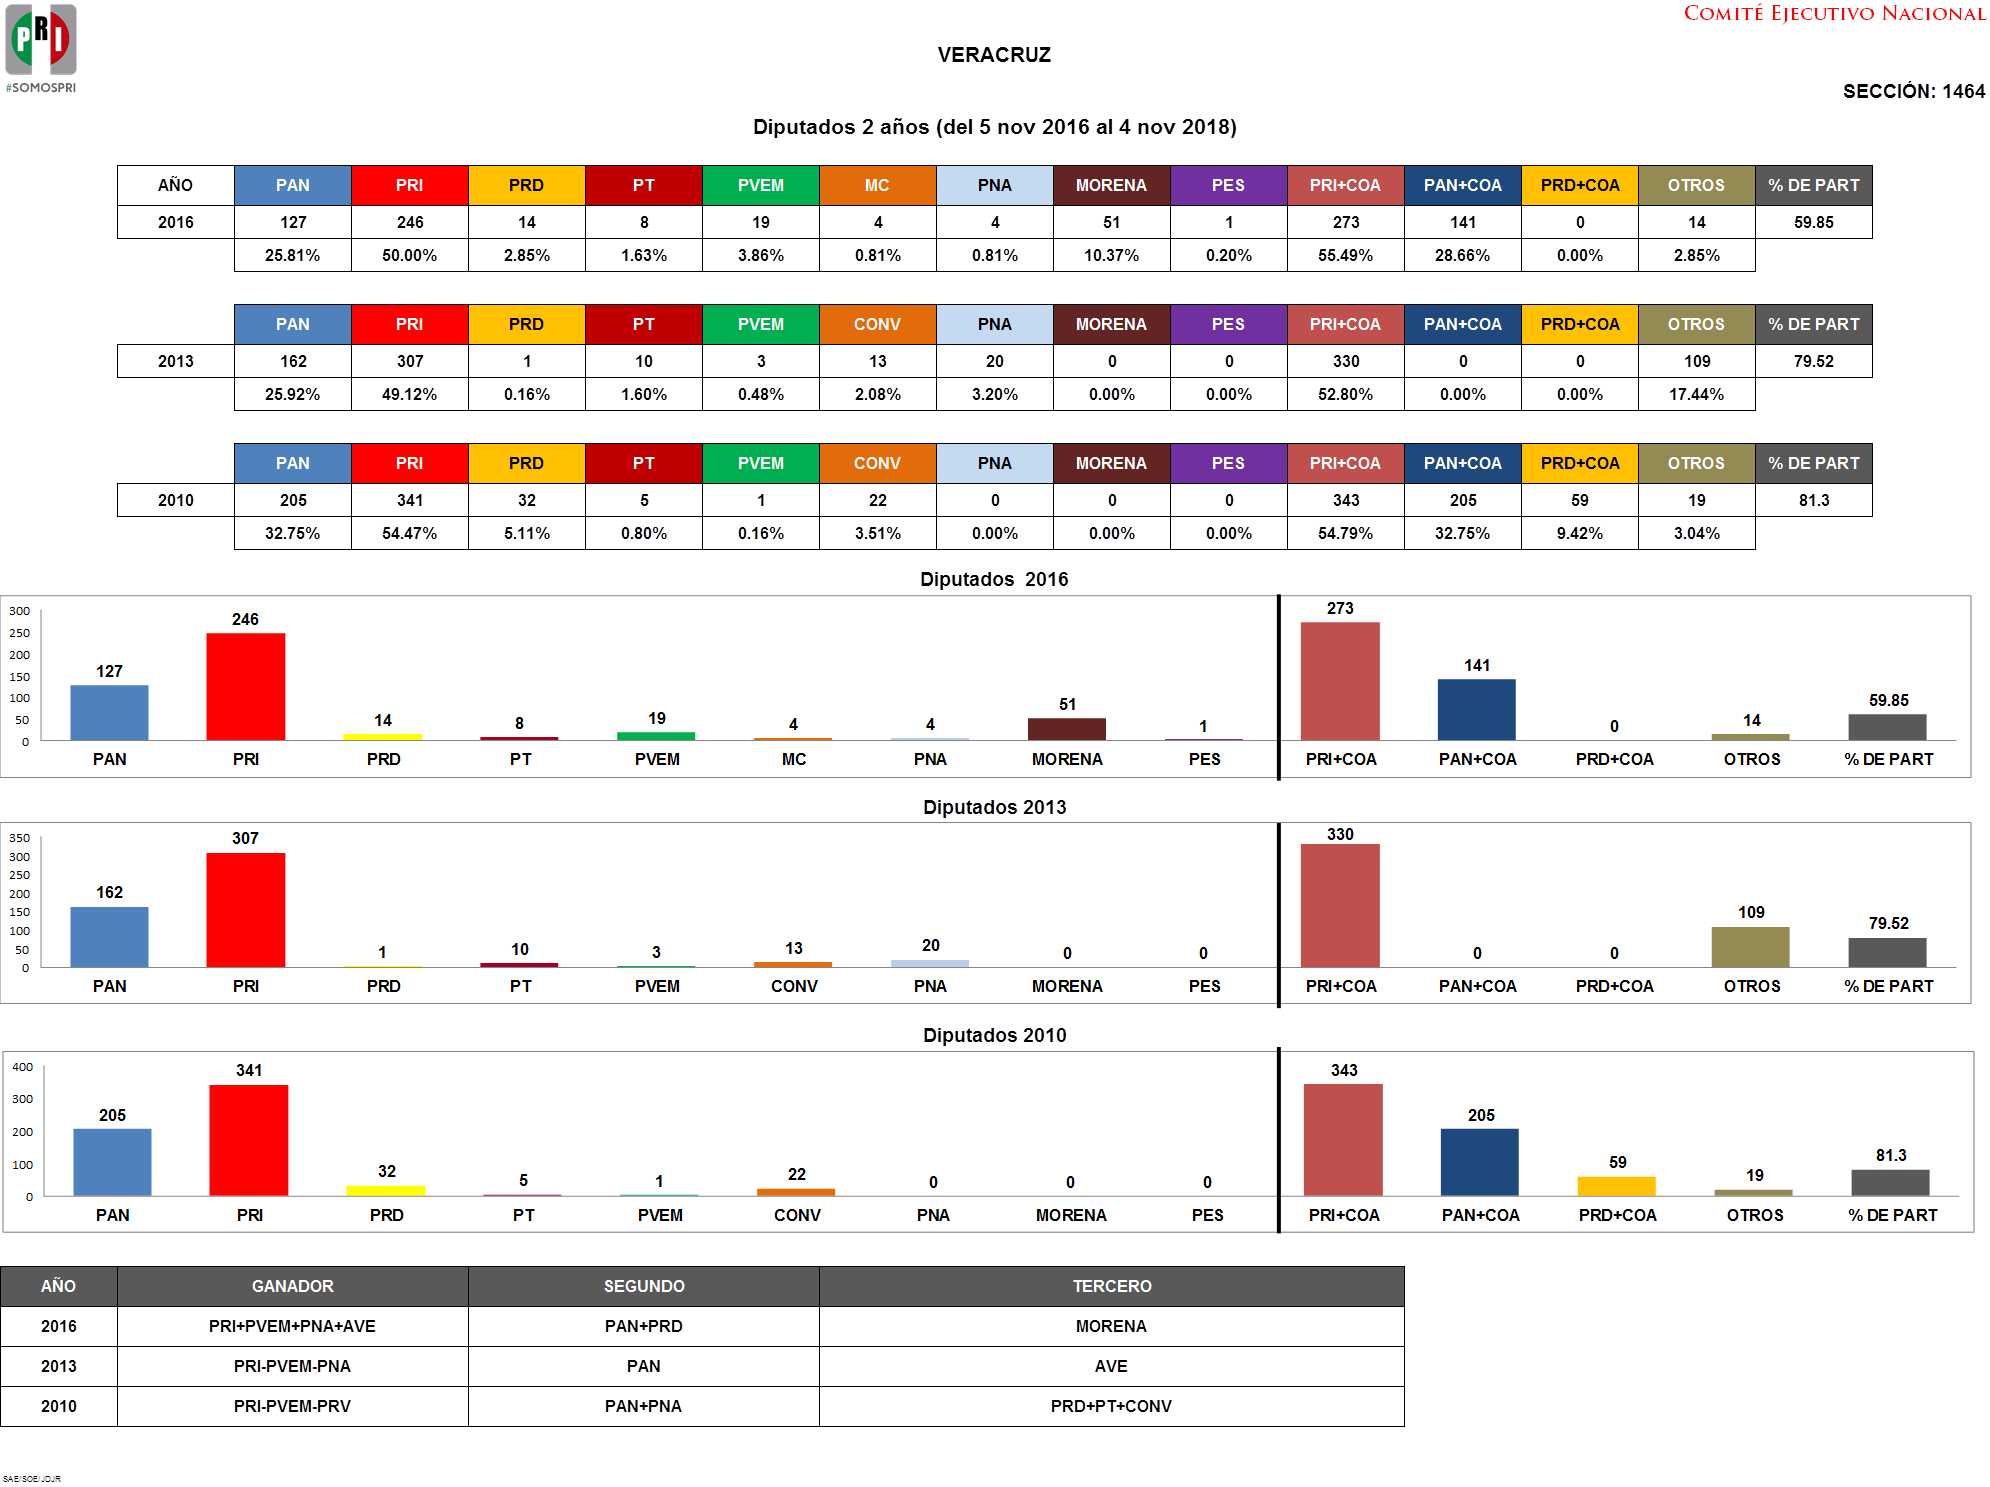 COMITÉ EJECUTIVO NACIONAL
PRI
#SOMOSPRI
VERACRUZ
SECCIÓN: 1464
Diputados 2 años (del 5 nov 2016 al 4 nov 2018)
AÑO PAN PRI PRD PT PVEM MC PNA MORENA PES PRI+COA PAN+COA PRD+COA OTROS % DE PART
2016 127 246 14 8 19 4 4 51 1 273 141 0 14 59.85
25.81% 50.00% 2.85% 1.63% 3.86% 0.81% 0.81% 10.37% 0.20% 55.49% 28.66% 0.00% 2.85%
PAN PRI PRD PT PVEM CONV PNA MORENA PES PRI+COA PAN+COA PRD+COA OTROS % DE PART
2013 162 307 1 10 3 13 20 0 0 330 0 0 109 79.52
25.92% 49.12% 0.16% 1.60% 0.48% 2.08% 3.20% 0.00% 0.00% 52.80% 0.00% 0.00% 17.44%
PAN PRI PRD PT PVEM CONV PNA MORENA PES PRI+COA PAN+COA PRD+COA OTROS % DE PART
2010 205 341 32 5 1 22 0 0 0 343 205 59 19 81.3
32.75% 54.47% 5.11% 0.80% 0.16% 3.51% 0.00% 0.00% 0.00% 54.79% 32.75% 9.42% 3.04%
Diputados 2016
300
250
200
150
100
50
0
127 246 14 8 19 4 4 51 1 273 141 0 14 59.85
PAN PRI PRD PT PVEM MC PNA MORENA PES PRI+COA PAN+COA PRD+COA OTROS % DE PART
Diputados 2013
350
300
250
200
150
100
50
0
162 307 1 10 3 13 20 0 0 330 0 0 109 79.52
PAN PRI PRD PT PVEM CONV PNA MORENA PES PRI+COA PAN+COA PRD+COA OTROS % DE PART
Diputados 2010
400
300
200
100
0
205 341 32 5 1 22 0 0 0 343 205 59 19 81.3
PAN PRI PRD PT PVEM CONV PNA MORENA PES PRI+COA PAN+COA PRD+COA OTROS % DE PART
AÑO GANADOR SEGUNDO TERCERO
2016 PRI+PVEM+PNA+AVE PAN+PRD MORENA
2013 PRI-PVEM-PNA PAN AVE
2010 PRI-PVEM-PRV PAN+PNA PRD+PT+CONV
SAE/SOE/JDJR